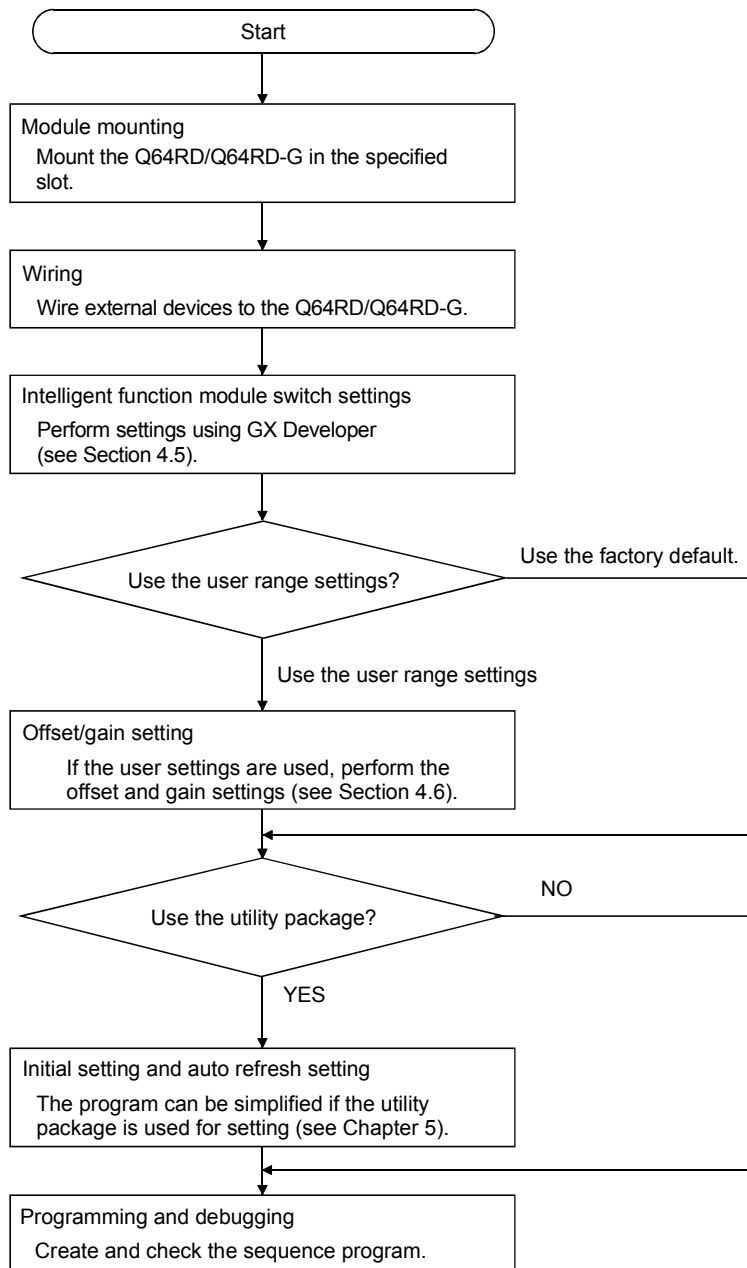 Start
Module mounting
Mount the Q64RD/Q64RD-G in the specified
slot.
Wiring
Wire external devices to the Q64RD/Q64RD-G.
Intelligent function module switch settings
Perform settings using GX Developer
(see Section 4.5).
Use the user range settings?
Use the factory default.
Use the user range settings
Offset/gain setting
If the user settings are used, perform the
offset and gain settings (see Section 4.6).
Use the utility package?
NO
YES
Initial setting and auto refresh setting
The program can be simplified if the utility
package is used for setting (see Chapter 5).
Programming and debugging
Create and check the sequence program.